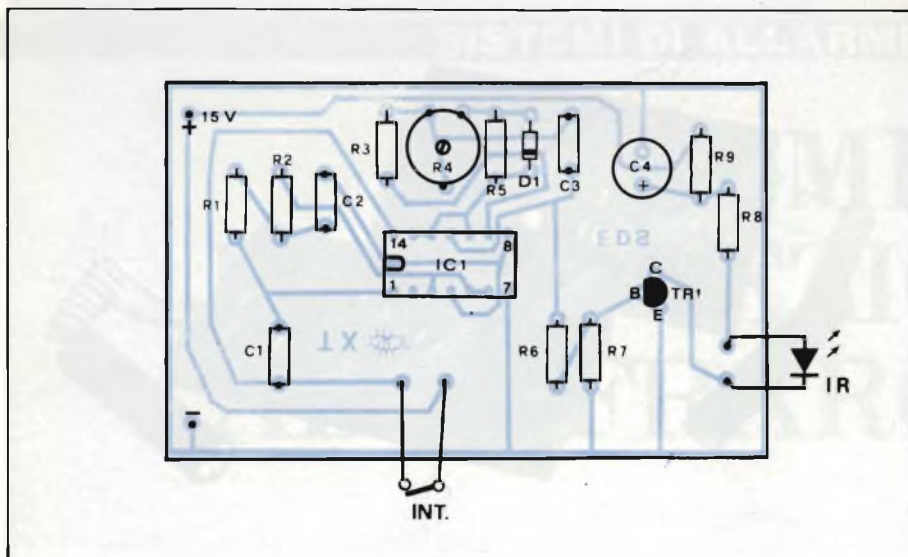 SISTEMI DI ALLARME
15 V
+
R3
R4
R5
D1
C3
C4
+
R9
R8
R1
R2
C2
14
8
IC1
1
7
EDS
C
B
TR1
E
C1
TX
R6
R7
IR
−
INT.